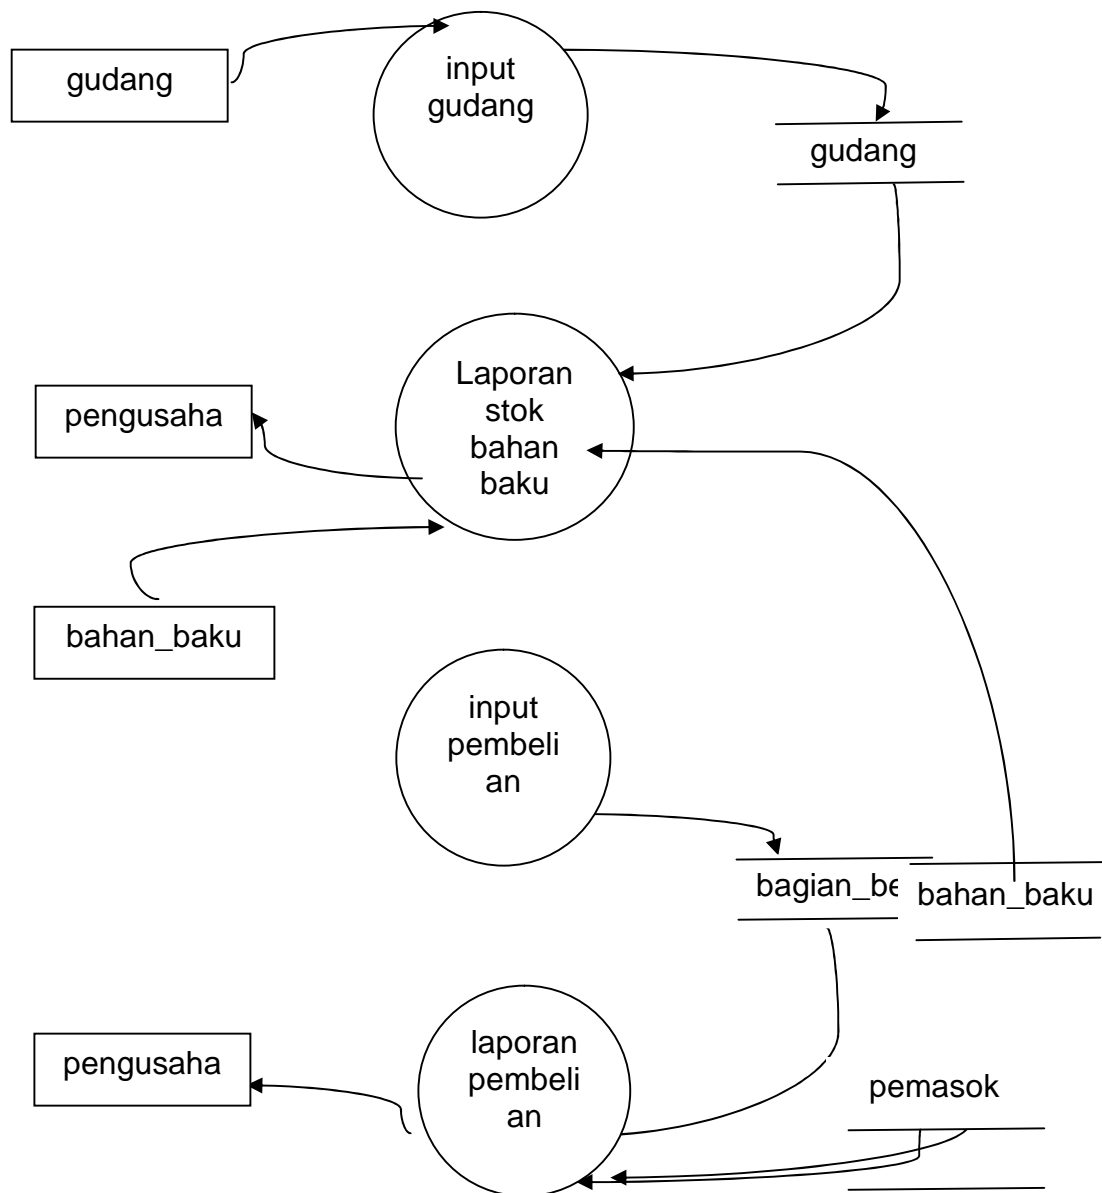 gudang
input
gudang
gudang
Laporan
stok
bahan
baku
pengusaha
bahan_baku
input
pembeli
an
bahan_baku
laporan
pembeli
an
pengusaha
pemasok